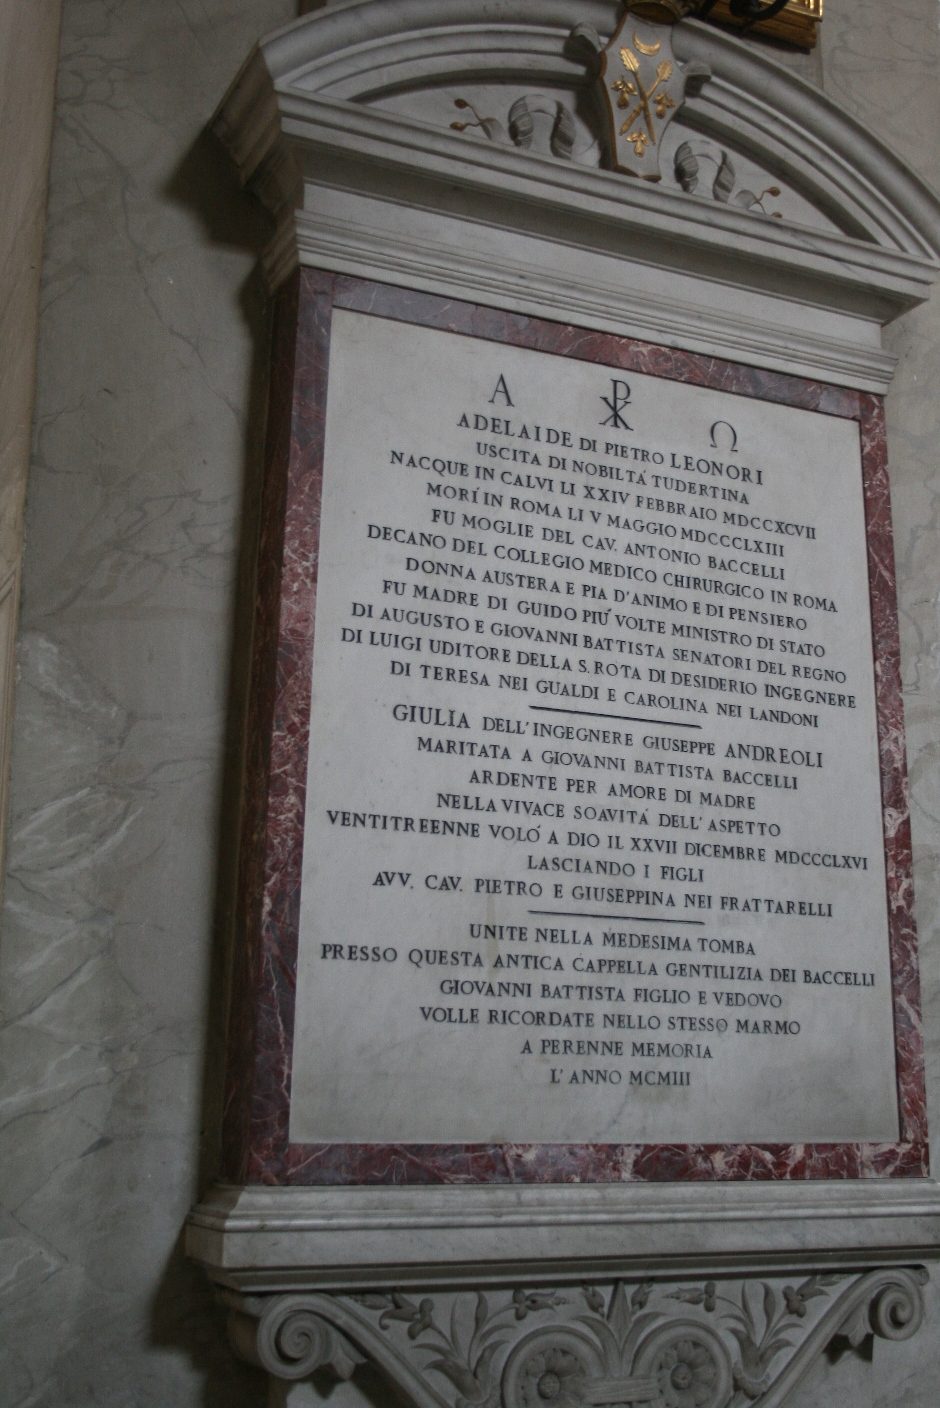 A ☧ Ω
ADELAIDE DI PIETRO LEONORI
USCITA DI NOBILTÁ TUDERTINA
NACQUE IN CALVI LI XXIV FEBBRAIO MDCCXCVII
MORÍ IN ROMA LI V MAGGIO MDCCCLXIII
FU MOGLIE DEL CAV. ANTONIO BACCELLI
DECANO DEL COLLEGIO MEDICO CHIRURGICO IN ROMA
DONNA AUSTERA E PIA D'ANIMO E DI PENSIERO
FU MADRE DI GUIDO PIÚ VOLTE MINISTRO DI STATO
DI AUGUSTO E GIOVANNI BATTISTA SENATORI DEL REGNO
DI LUIGI UDITORE DELLA S. ROTA DI DESIDERIO INGEGNERE
DI TERESA NEI GUALDI E CAROLINA NEI LANDONI
GIULIA DELL'INGEGNERE GIUSEPPE ANDREOLI
MARITATA A GIOVANNI BATTISTA BACCELLI
ARDENTE PER AMORE DI MADRE
NELLA VIVACE SOAVITÁ DELL'ASPETTO
VENTITREENNE VOLÓ A DIO IL XXVII DICEMBRE MDCCCLXVI
LASCIANDO I FIGLI
AVV. CAV. PIETRO E GIUSEPPINA NEI FRATTARELLI
UNITE NELLA MEDESIMA TOMBA
PRESSO QUESTA ANTICA CAPPELLA GENTILIZIA DEI BACCELLI
GIOVANNI BATTISTA FIGLIO E VEDOVO
VOLLE RICORDATE NELLO STESSO MARMO
A PERENNE MEMORIA
L'ANNO MCMIII